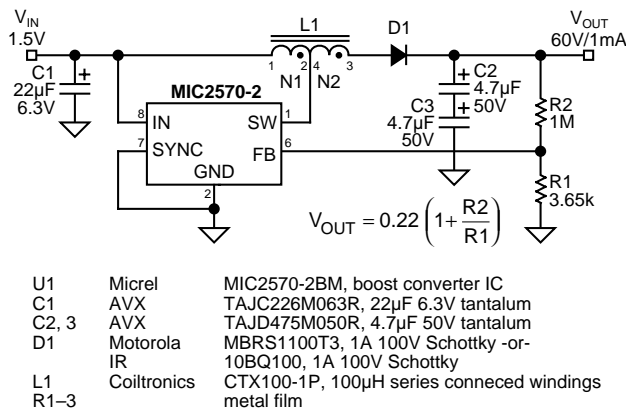 VIN
1.5V
L1
D1
VOUT
60V/1mA
1 2 4 3
N1 N2
C1
22µF
6.3V
+
MIC2570-2
8 IN
SW 1
7 SYNC
FB 6
GND
2
+ C2
4.7µF
50V
C3 +
4.7µF
50V
R2
1M
R1
3.65k
VOUT = 0.22 (1+ R2/R1)
U1 Micrel MIC2570-2BM, boost converter IC
C1 AVX TAJC226M063R, 22µF 6.3V tantalum
C2, 3 AVX TAJD475M050R, 4.7µF 50V tantalum
D1 Motorola MBRS1100T3, 1A 100V Schottky -or-
IR 10BQ100, 1A 100V Schottky
L1 Coiltronics CTX100-1P, 100µH series conneced windings
R1–3 metal film